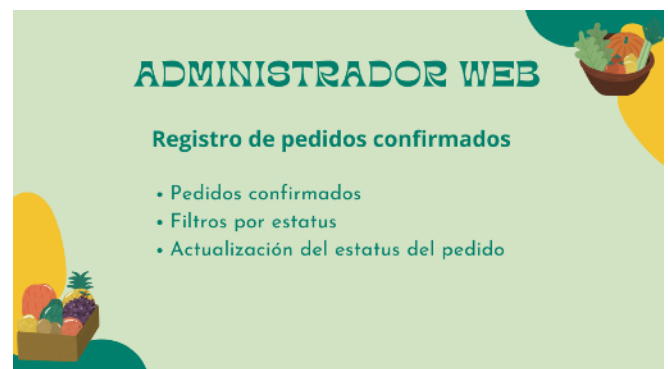 ADMINISTRADOR WEB
Registro de pedidos confirmados
• Pedidos confirmados
• Filtros por estatus
• Actualización del estatus del pedido